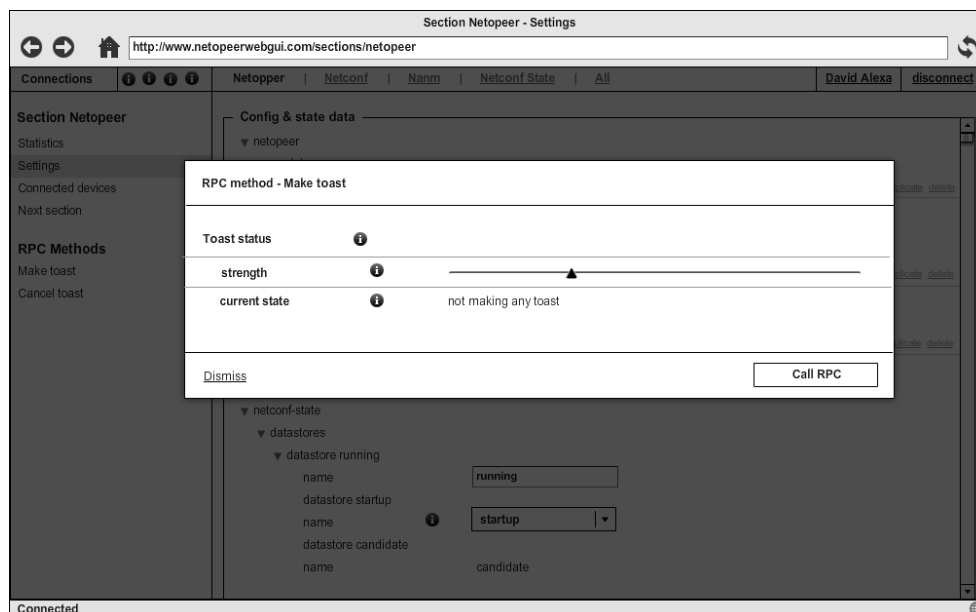 Section Netopeer - Settings
http://www.netopeerwebgui.com/sections/netopeer
Connections
Netopper | Netconf | Nanm | Netconf State | All
David Alexa
disconnect
Section Netopeer
Statistics
Settings
Connected devices
Next section
RPC Methods
Make toast
Cancel toast
Config & state data
netopeer
delete
RPC method - Make toast
Toast status
strength
current state
not making any toast
Dismiss
Call RPC
delete
delete
netconf-state
datastores
datastore running
name
running
datastore startup
name
startup
datastore candidate
name
candidate
Connected